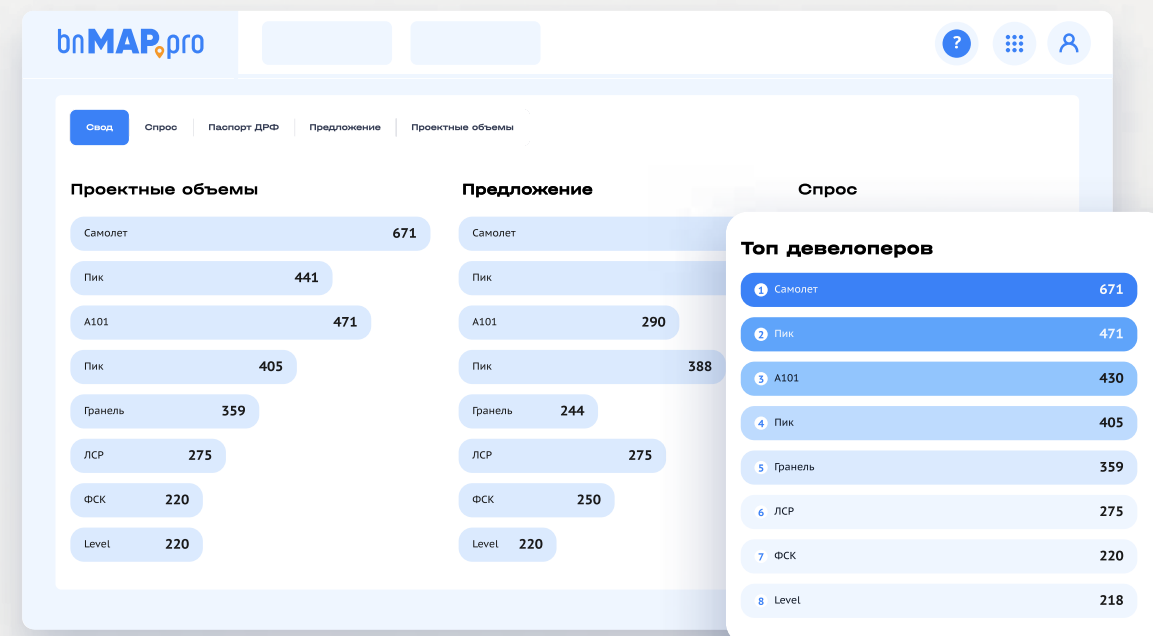 bnMAP.pro
?
Свод
Спрос
Паспорт ДРФ
Предложение
Проектные объемы
Проектные объемы
Самолет 671
Пик 441
А101 471
Пик 405
Гранель 359
ЛСР 275
ФСК 220
Level 220
Предложение
Самолет
Пик
А101 290
Пик 388
Гранель 244
ЛСР 275
ФСК 250
Level 220
Спрос
Топ девелоперов
1 Самолет 671
2 Пик 471
3 А101 430
4 Пик 405
5 Гранель 359
6 ЛСР 275
7 ФСК 220
8 Level 218